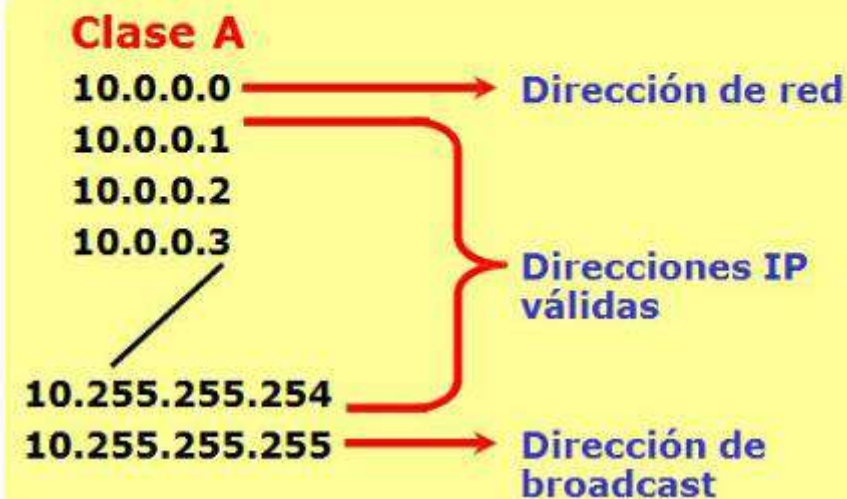 Clase A
10.0.0.0
Dirección de red
10.0.0.1
10.0.0.2
10.0.0.3
Direcciones IP
válidas
10.255.255.254
10.255.255.255
Dirección de
broadcast